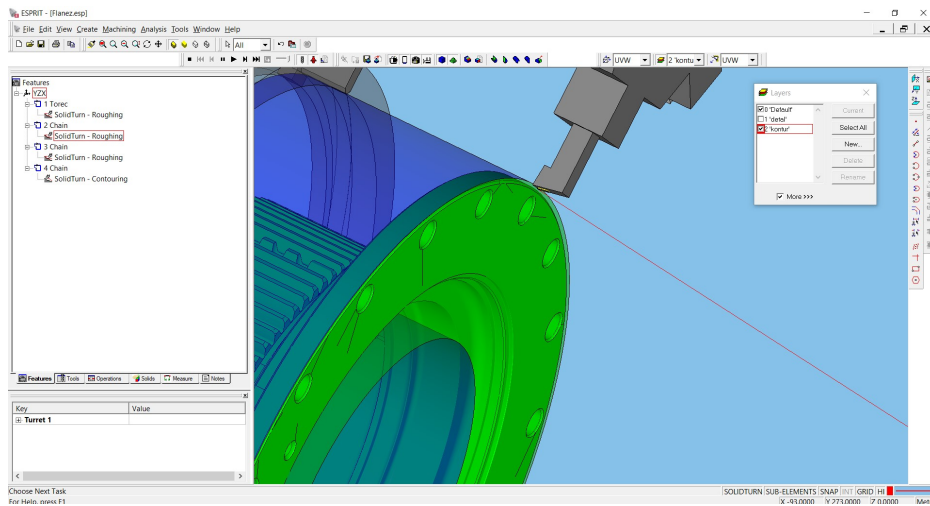 ESPRIT - [Flanez.esp]
File Edit View Create Machining Analysis Tools Window Help
All
UVW
2 'kontu
UVW
Features
YZX
1 Torec
SolidTurn - Roughing
2 Chain
SolidTurn - Roughing
3 Chain
SolidTurn - Roughing
4 Chain
SolidTurn - Contouring
Layers
0 'Default'
1 'detal'
2 'kontur'
Current
Select All
New...
Delete
Rename
More >>>
Features Tools Operations Solids Measure Notes
Key Value
Turret 1
Choose Next Task
SOLIDTURN SUB-ELEMENTS SNAP INT GRID HI
For Help, press F1
X -93.0000 Y 273.0000 Z 0.0000 Met